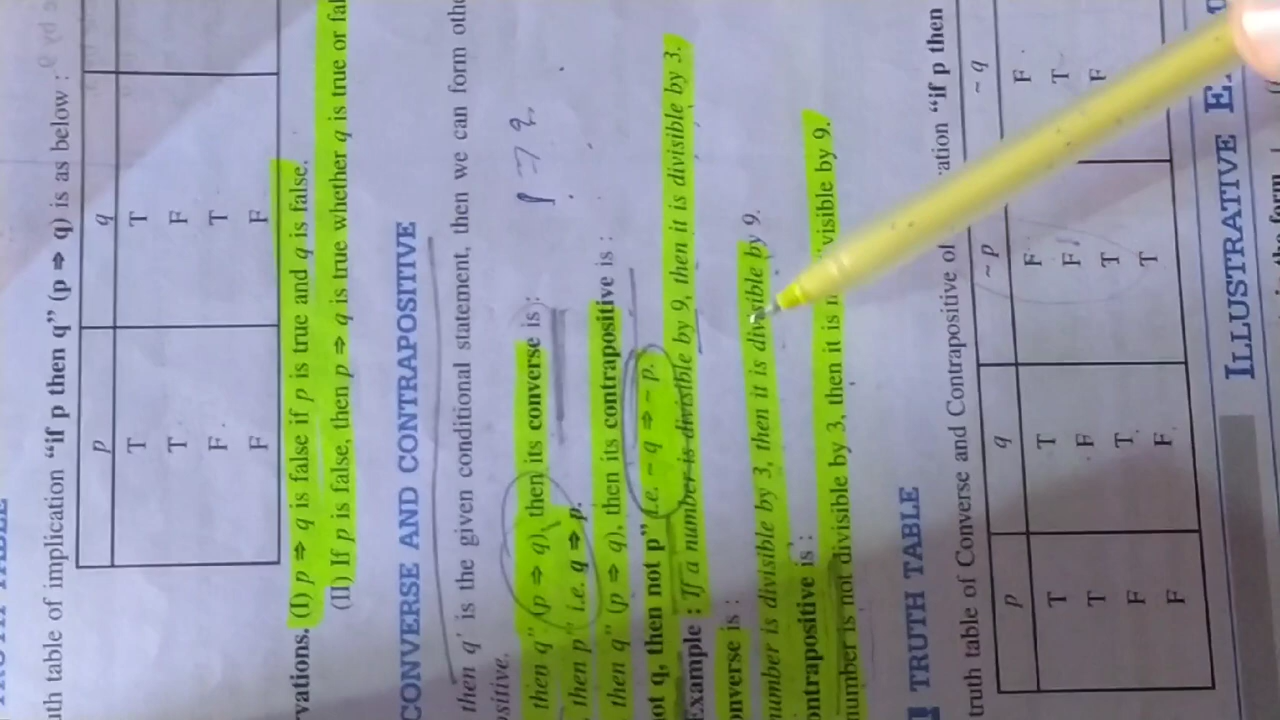 uth table of implication “if p then q” (p ⇒ q) is as below :
p q
T T
T F
F T
F F
rvations. (I) p ⇒ q is false if p is true and q is false.
(II) If p is false, then p ⇒ q is true whether q is true or fal
CONVERSE AND CONTRAPOSITIVE
then q’ is the given conditional statement, then we can form othe
sitive.
then q” (p ⇒ q), then its converse is:
p ⇒ q
then p” i.e. q ⇒ p.
then q” (p ⇒ q), then its contrapositive is :
ot q, then not p” i.e. ~ q ⇒ ~ p.
Example : If a number is divisible by 9, then it is divisible by 3.
onverse is :
number is divisible by 3, then it is divisible by 9.
ontrapositive is :
number is not divisible by 3, then it is n visible by 9.
TRUTH TABLE
truth table of Converse and Contrapositive of ation “if p then
p q ~ p ~ q
T T F F
T F F T
F T T F
F F T
ILLUSTRATIVE E